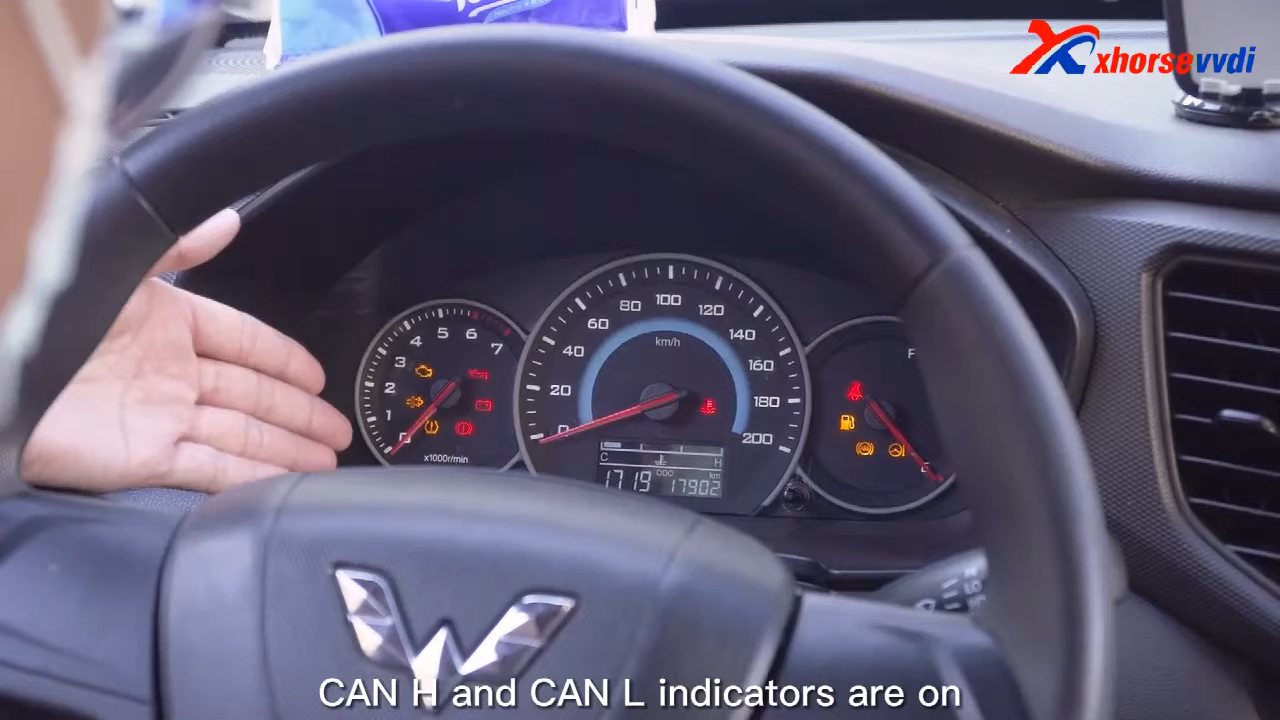 xhorsevvdi
1 2 3 4 5 6 7
x1000r/min
0 20 40 60 80 100 120 140 160 180 200
km/h
C H
1719 000 km
17902
F
CAN H and CAN L indicators are on